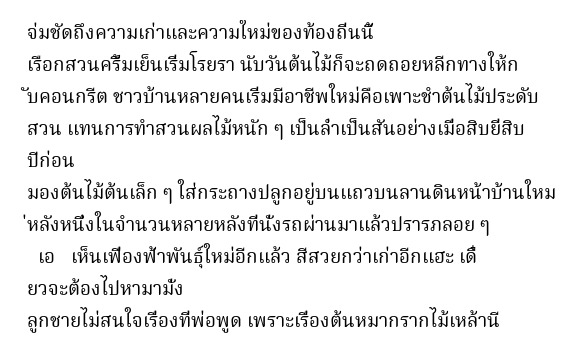 จ่มชัดถึงความเก่าและความใหม่ของท้องถิ่นนี้
เรือกสวนครึ้มเย็นเริ่มโรยรา นับวันต้นไม้ก็จะถดถอยหลีกทางให้ก
ับคอนกรีต ชาวบ้านหลายคนเริ่มมีอาชีพใหม่คือเพาะชำต้นไม้ประดับ
สวน แทนการทำสวนผลไม้หนัก ๆ เป็นล่ำเป็นสันอย่างเมื่อสิบยี่สิบ
ปีก่อน
มองต้นไม้ต้นเล็ก ๆ ใส่กระถางปลูกอยู่บนแถวบนลานดินหน้าบ้านใหม
่หลังหนึ่งในจำนวนหลายหลังที่นั่งรถผ่านมาแล้วปรารภลอย ๆ
เอ เห็นเฟื่องฟ้าพันธุ์ใหม่อีกแล้ว สีสวยกว่าเก่าอีกแฮะ เดี๋
ยวจะต้องไปหามามั่ง
ลูกชายไม่สนใจเรื่องที่พ่อพูด เพราะเรื่องต้นหมากรากไม้เหล่านี้